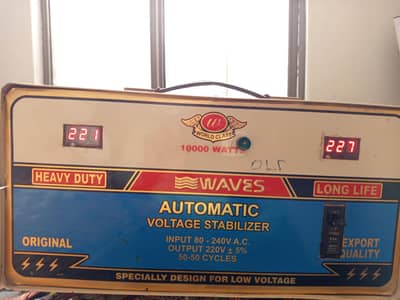 WORLD CLASS
221
227
10000 WATTS
HEAVY DUTY
WAVES
LONG LIFE
AUTOMATIC
VOLTAGE STABILIZER
INPUT 80 - 240V A.C.
OUTPUT 220V ± 5%
50-50 CYCLES
ORIGINAL
EXPORT
QUALITY
SPECIALLY DESIGN FOR LOW VOLTAGE